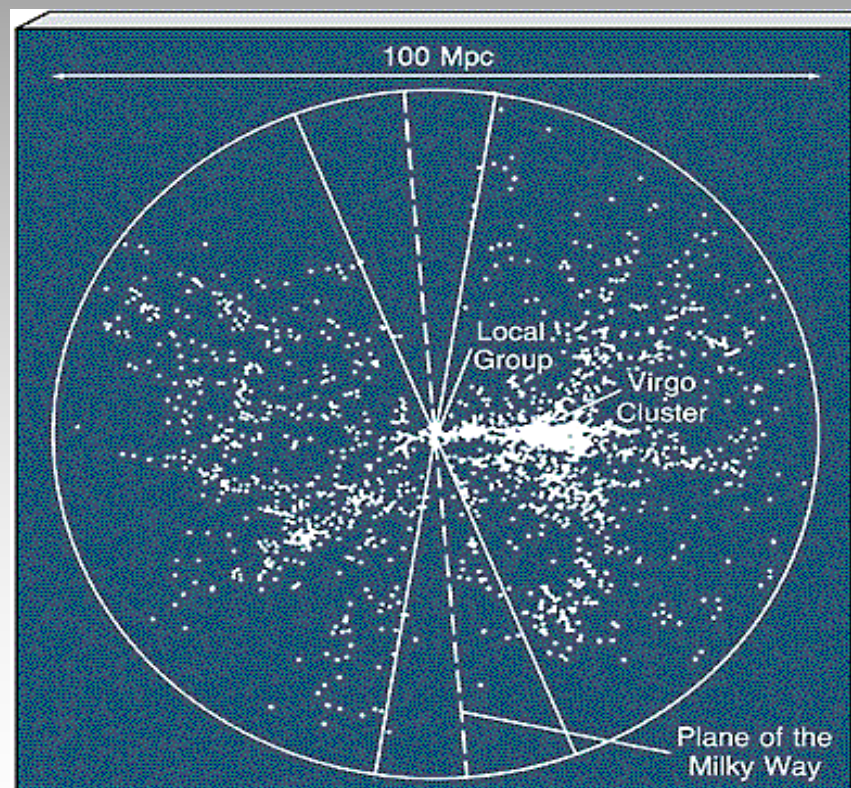 100 Mpc
Local
Group
Virgo
Cluster
Plane of the
Milky Way